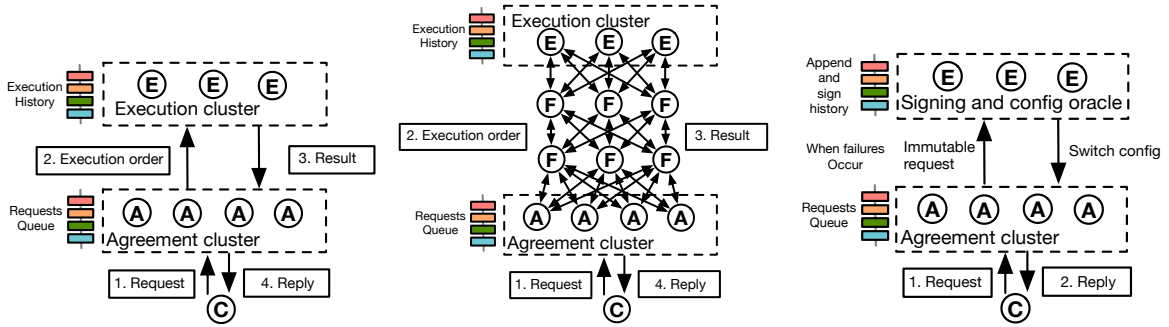 E E E
Execution
History
Execution cluster
2. Execution order
3. Result
Requests
Queue
A A A A
Agreement cluster
1. Request
4. Reply
C
Execution cluster
Execution
History
E E E
F F F
2. Execution order
3. Result
F F F
Requests
Queue
A A A A
Agreement cluster
1. Request
4. Reply
C
Append
and
sign
history
E E E
Signing and config oracle
When failures
Occur
Immutable
request
Switch config
Requests
Queue
A A A A
Agreement cluster
1. Request
2. Reply
C